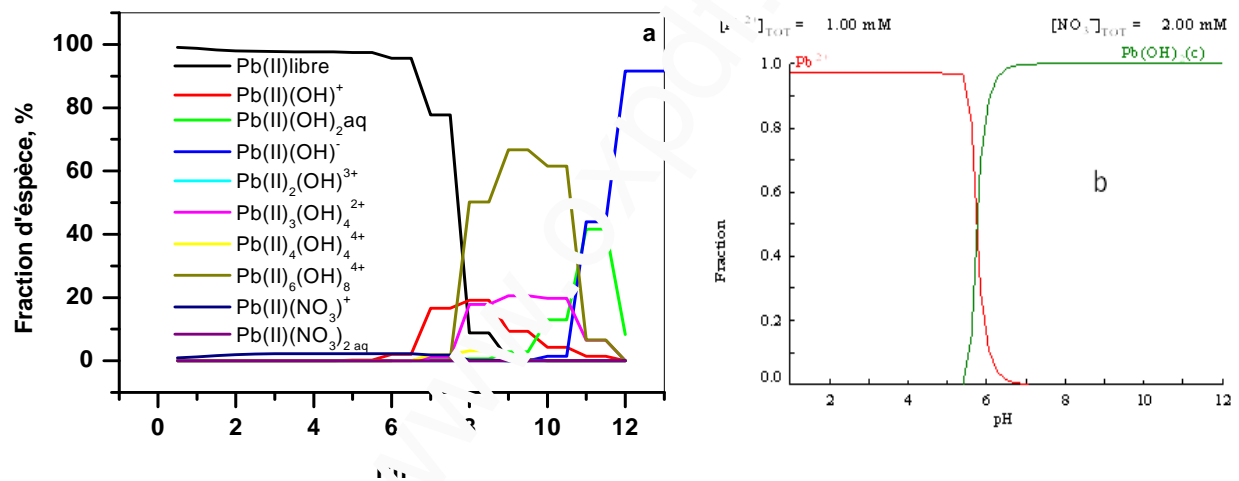 a
Fraction d'éspèce, %
100
80
60
40
20
0
Pb(II)libre
Pb(II)(OH)⁺
Pb(II)(OH)₂aq
Pb(II)(OH)⁻
Pb(II)₂(OH)³⁺
Pb(II)₃(OH)₄²⁺
Pb(II)₄(OH)₄⁴⁺
Pb(II)₆(OH)₈⁴⁺
Pb(II)(NO₃)⁺
Pb(II)(NO₃)₂ aq
0 2 4 6 8 10 12
]TOT = 1.00 mM [NO₃⁻]TOT = 2.00 mM
Pb²⁺ Pb(OH)₂(c)
b
Fraction
1.0
0.8
0.6
0.4
0.2
0.0
2 4 6 8 10 12
pH